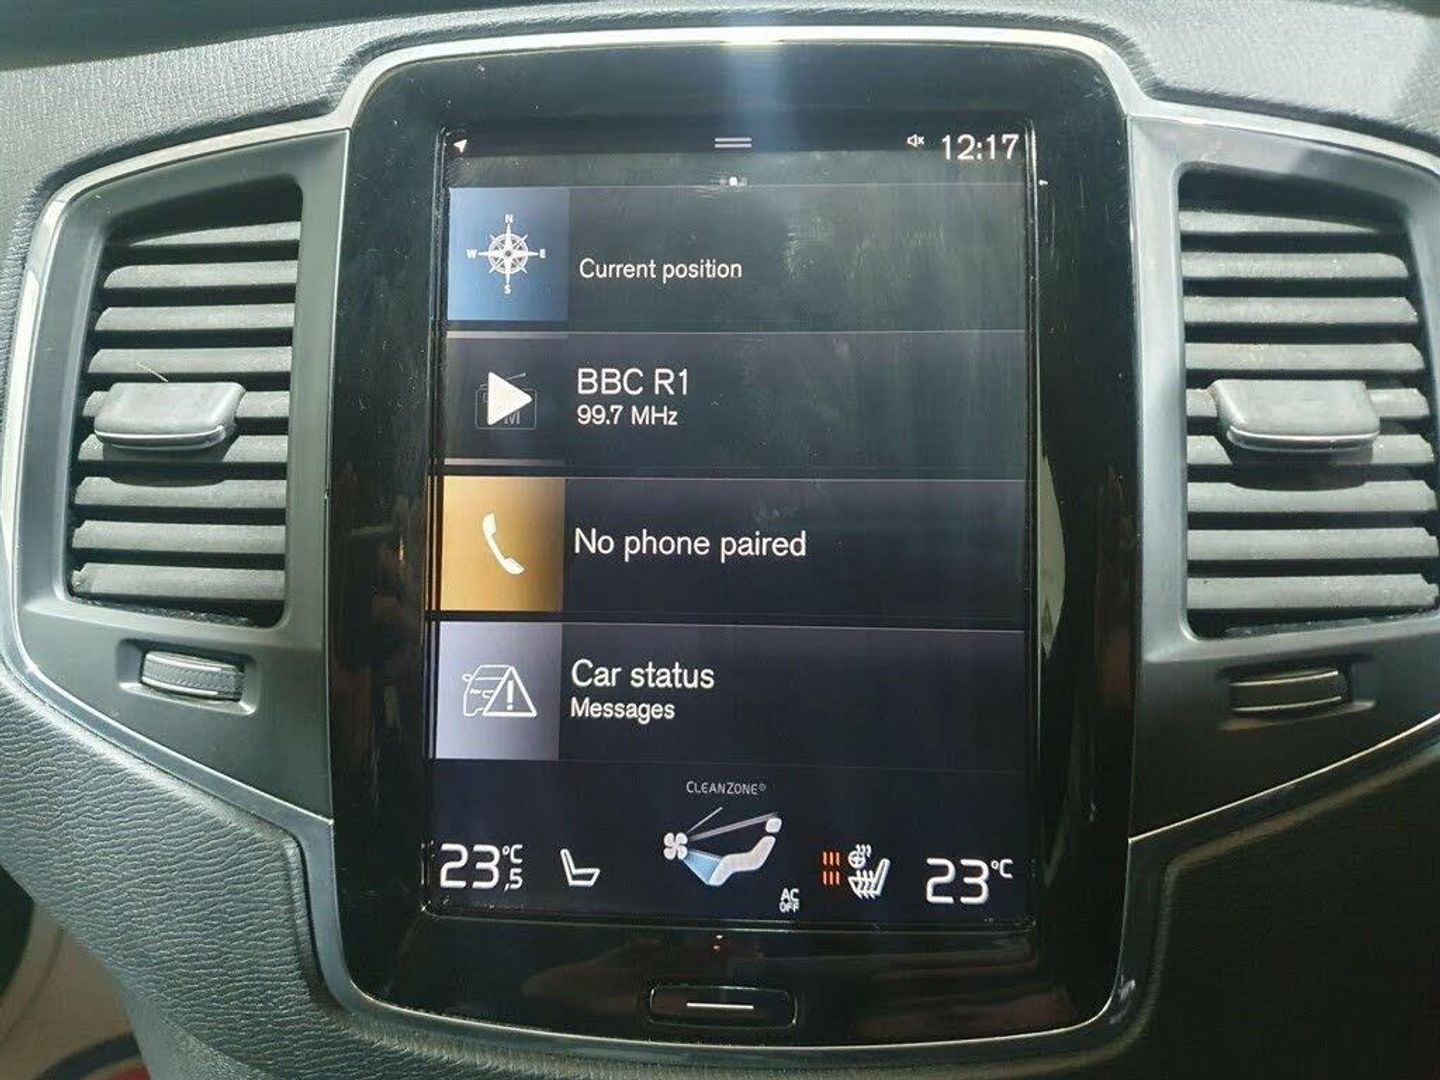 12:17
N
W E
S
Current position
BBC R1
99.7 MHz
No phone paired
Car status
Messages
CLEANZONE®
23,5°C
AC
OFF
23°C